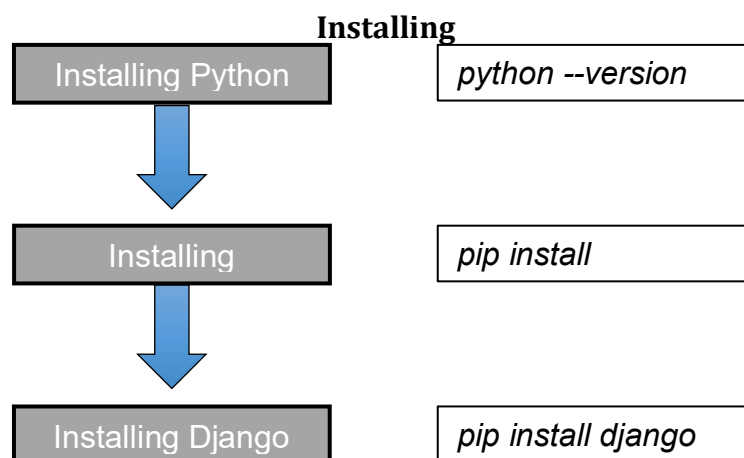 Installing
Installing Python
python --version
Installing
pip install
Installing Django
pip install django